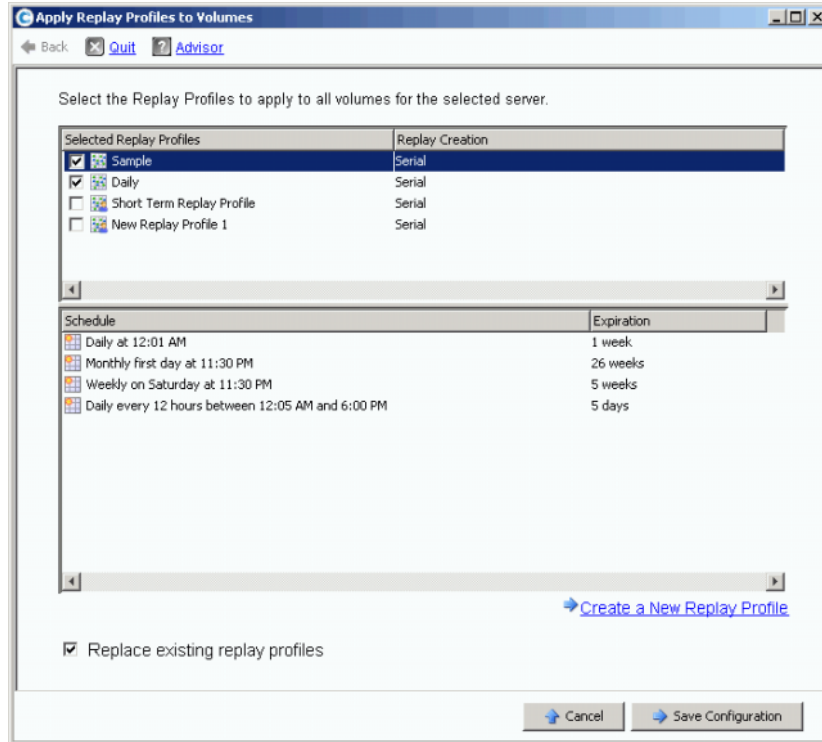 Apply Replay Profiles to Volumes
Back Quit Advisor
Select the Replay Profiles to apply to all volumes for the selected server.
Selected Replay Profiles Replay Creation
Sample Serial
Daily Serial
Short Term Replay Profile Serial
New Replay Profile 1 Serial
Schedule Expiration
Daily at 12:01 AM 1 week
Monthly first day at 11:30 PM 26 weeks
Weekly on Saturday at 11:30 PM 5 weeks
Daily every 12 hours between 12:05 AM and 6:00 PM 5 days
Create a New Replay Profile
Replace existing replay profiles
Cancel Save Configuration